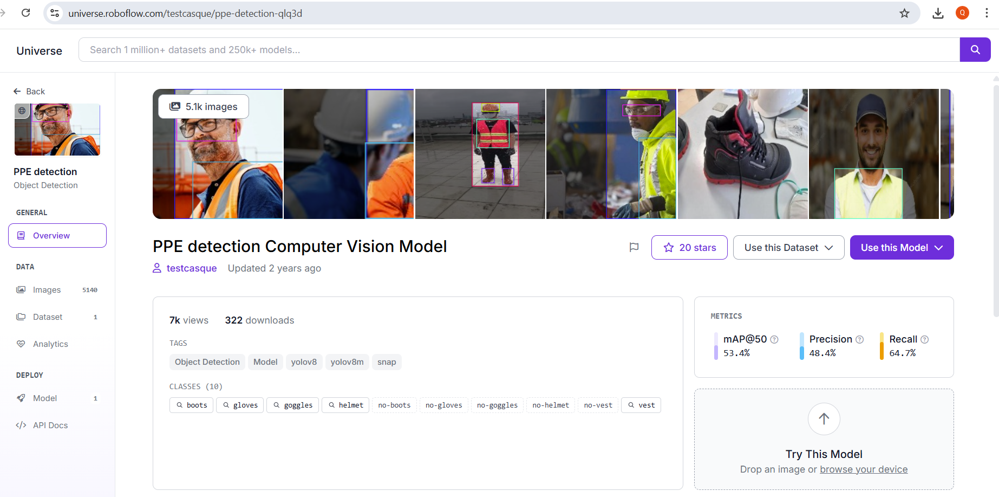 universe.roboflow.com/testcasque/ppe-detection-qlq3d
Q
Universe
Search 1 million+ datasets and 250k+ models...
Back
PPE detection
Object Detection
GENERAL
Overview
DATA
Images 5140
Dataset 1
Analytics
DEPLOY
Model 1
API Docs
5.1k images
PPE detection Computer Vision Model
20 stars
Use this Dataset
Use this Model
testcasque Updated 2 years ago
7k views 322 downloads
TAGS
Object Detection Model yolov8 yolov8m snap
CLASSES (10)
boots gloves goggles helmet no-boots no-gloves no-goggles no-helmet no-vest vest
METRICS
mAP@50 Precision Recall
53.4% 48.4% 64.7%
Try This Model
Drop an image or browse your device